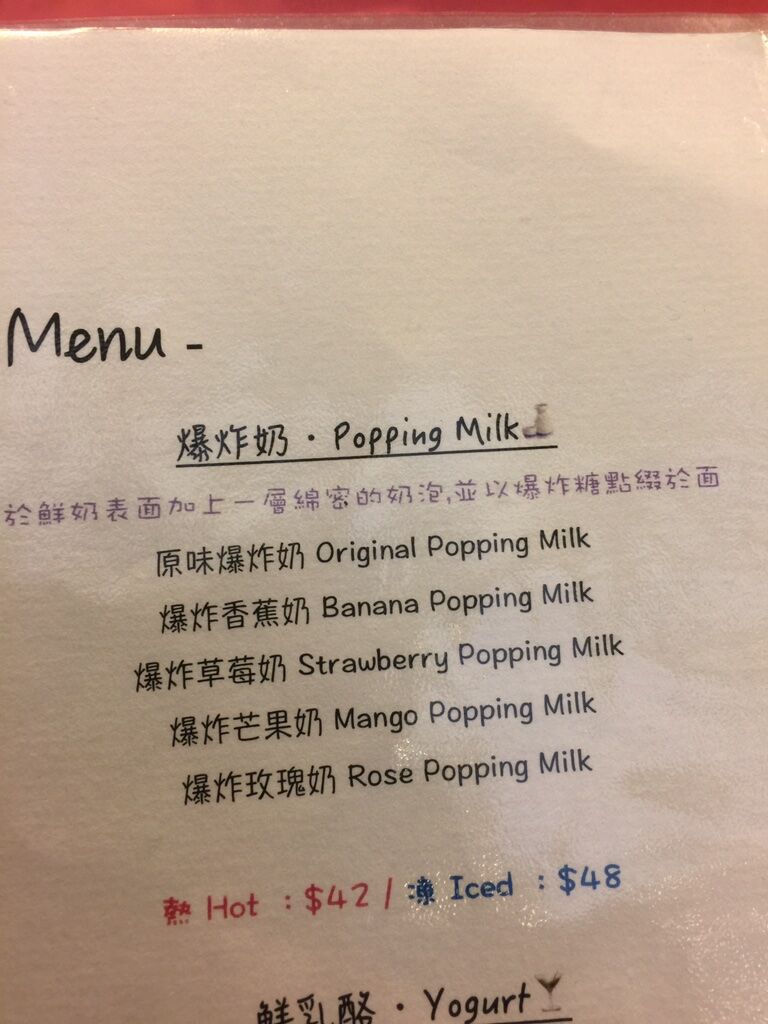 Menu -
爆炸奶 · Popping Milk
於鮮奶表面加上一層綿密的奶泡,並以爆炸糖點綴於面
原味爆炸奶 Original Popping Milk
爆炸香蕉奶 Banana Popping Milk
爆炸草莓奶 Strawberry Popping Milk
爆炸芒果奶 Mango Popping Milk
爆炸玫瑰奶 Rose Popping Milk
熱 Hot : $42 / 凍 Iced : $48
鮮乳酪 · Yogurt